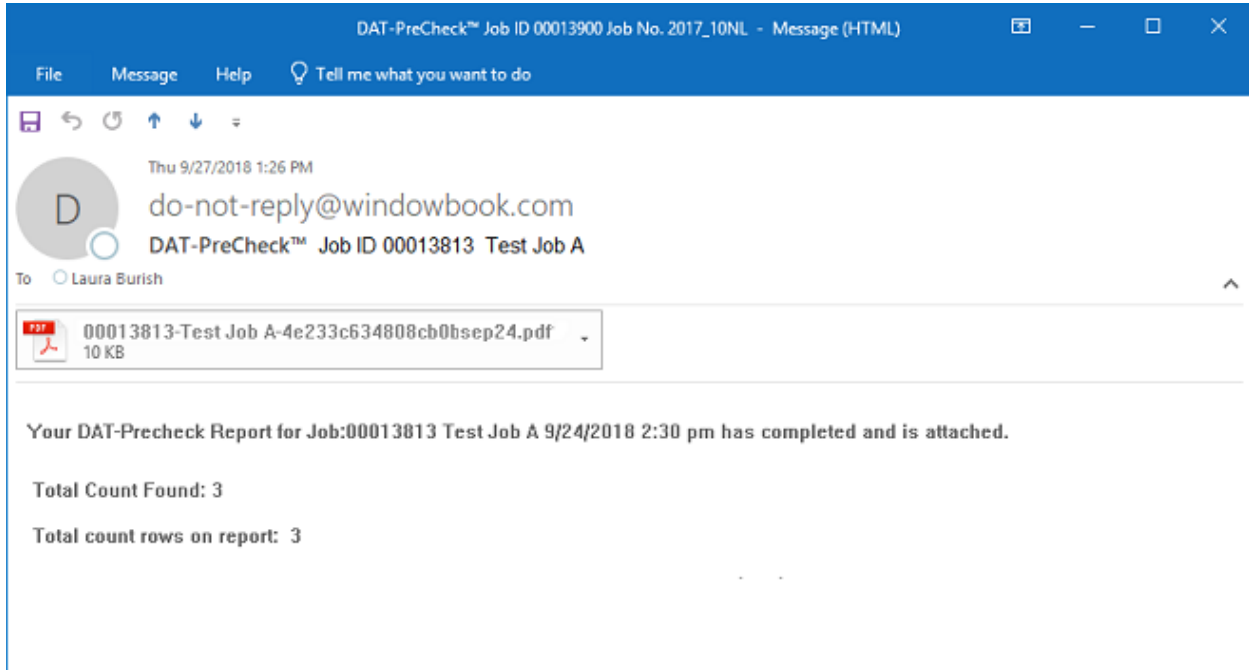 DAT-PreCheck™ Job ID 00013900 Job No. 2017_10NL - Message (HTML)
File Message Help Tell me what you want to do
Thu 9/27/2018 1:26 PM
D
do-not-reply@windowbook.com
DAT-PreCheck™ Job ID 00013813 Test Job A
To Laura Burish
PDF
00013813-Test Job A-4e233c634808cb0bsep24.pdf
10 KB
Your DAT-Precheck Report for Job:00013813 Test Job A 9/24/2018 2:30 pm has completed and is attached.
Total Count Found: 3
Total count rows on report: 3